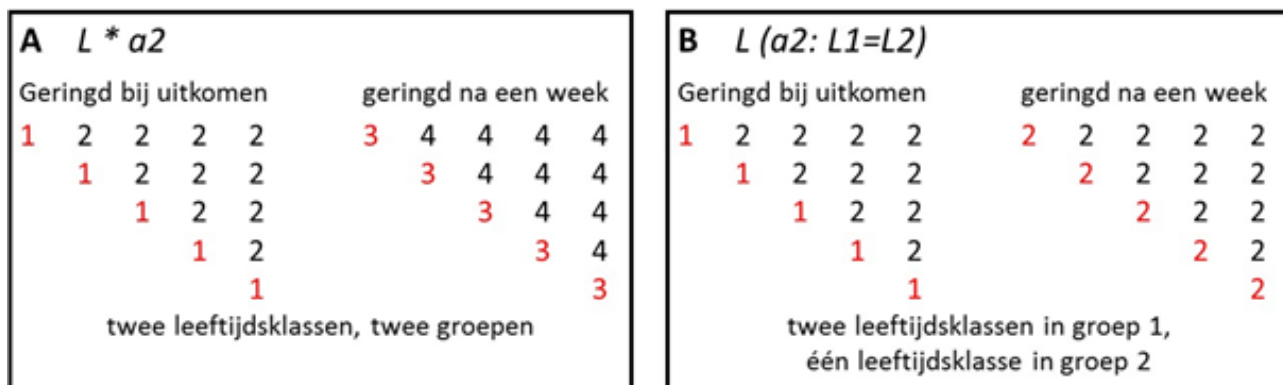 A L * a2
Geringd bij uitkomen geringd na een week
1 2 2 2 2 3 4 4 4 4
1 2 2 2 3 4 4 4
1 2 2 3 4 4
1 2 3 4
1 3
twee leeftijdsklassen, twee groepen
B L (a2: L1=L2)
Geringd bij uitkomen geringd na een week
1 2 2 2 2 2 2 2 2 2
1 2 2 2 2 2 2 2
1 2 2 2 2 2
1 2 2 2
1 2
twee leeftijdsklassen in groep 1,
één leeftijdsklasse in groep 2